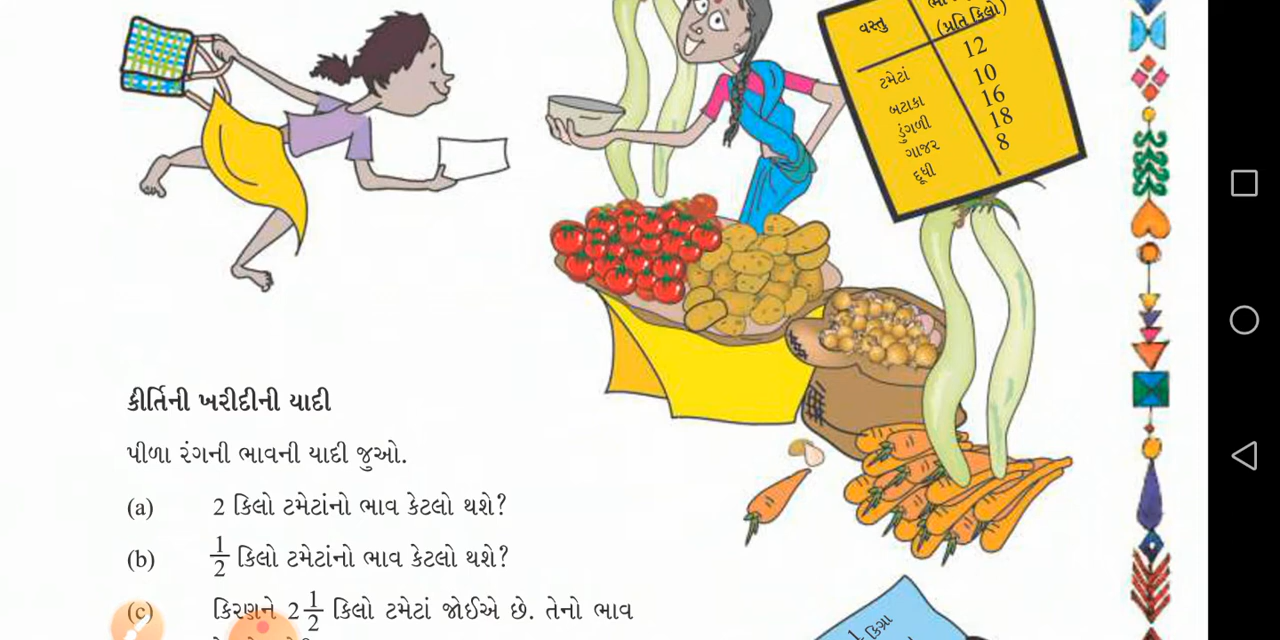 વસ્તુ
(પ્રતિ કિલો)
ટમેટાં 12
બટાકા 10
ડુંગળી 16
ગાજર 18
દૂધી 8
કીર્તિની ખરીદીની યાદી
પીળા રંગની ભાવની યાદી જુઓ.
(a) 2 કિલો ટમેટાંનો ભાવ કેટલો થશે?
(b) 1/2 કિલો ટમેટાંનો ભાવ કેટલો થશે?
(c) કિરણને 2 1/2 કિલો ટમેટાં જોઈએ છે. તેનો ભાવ
કિગ્રા